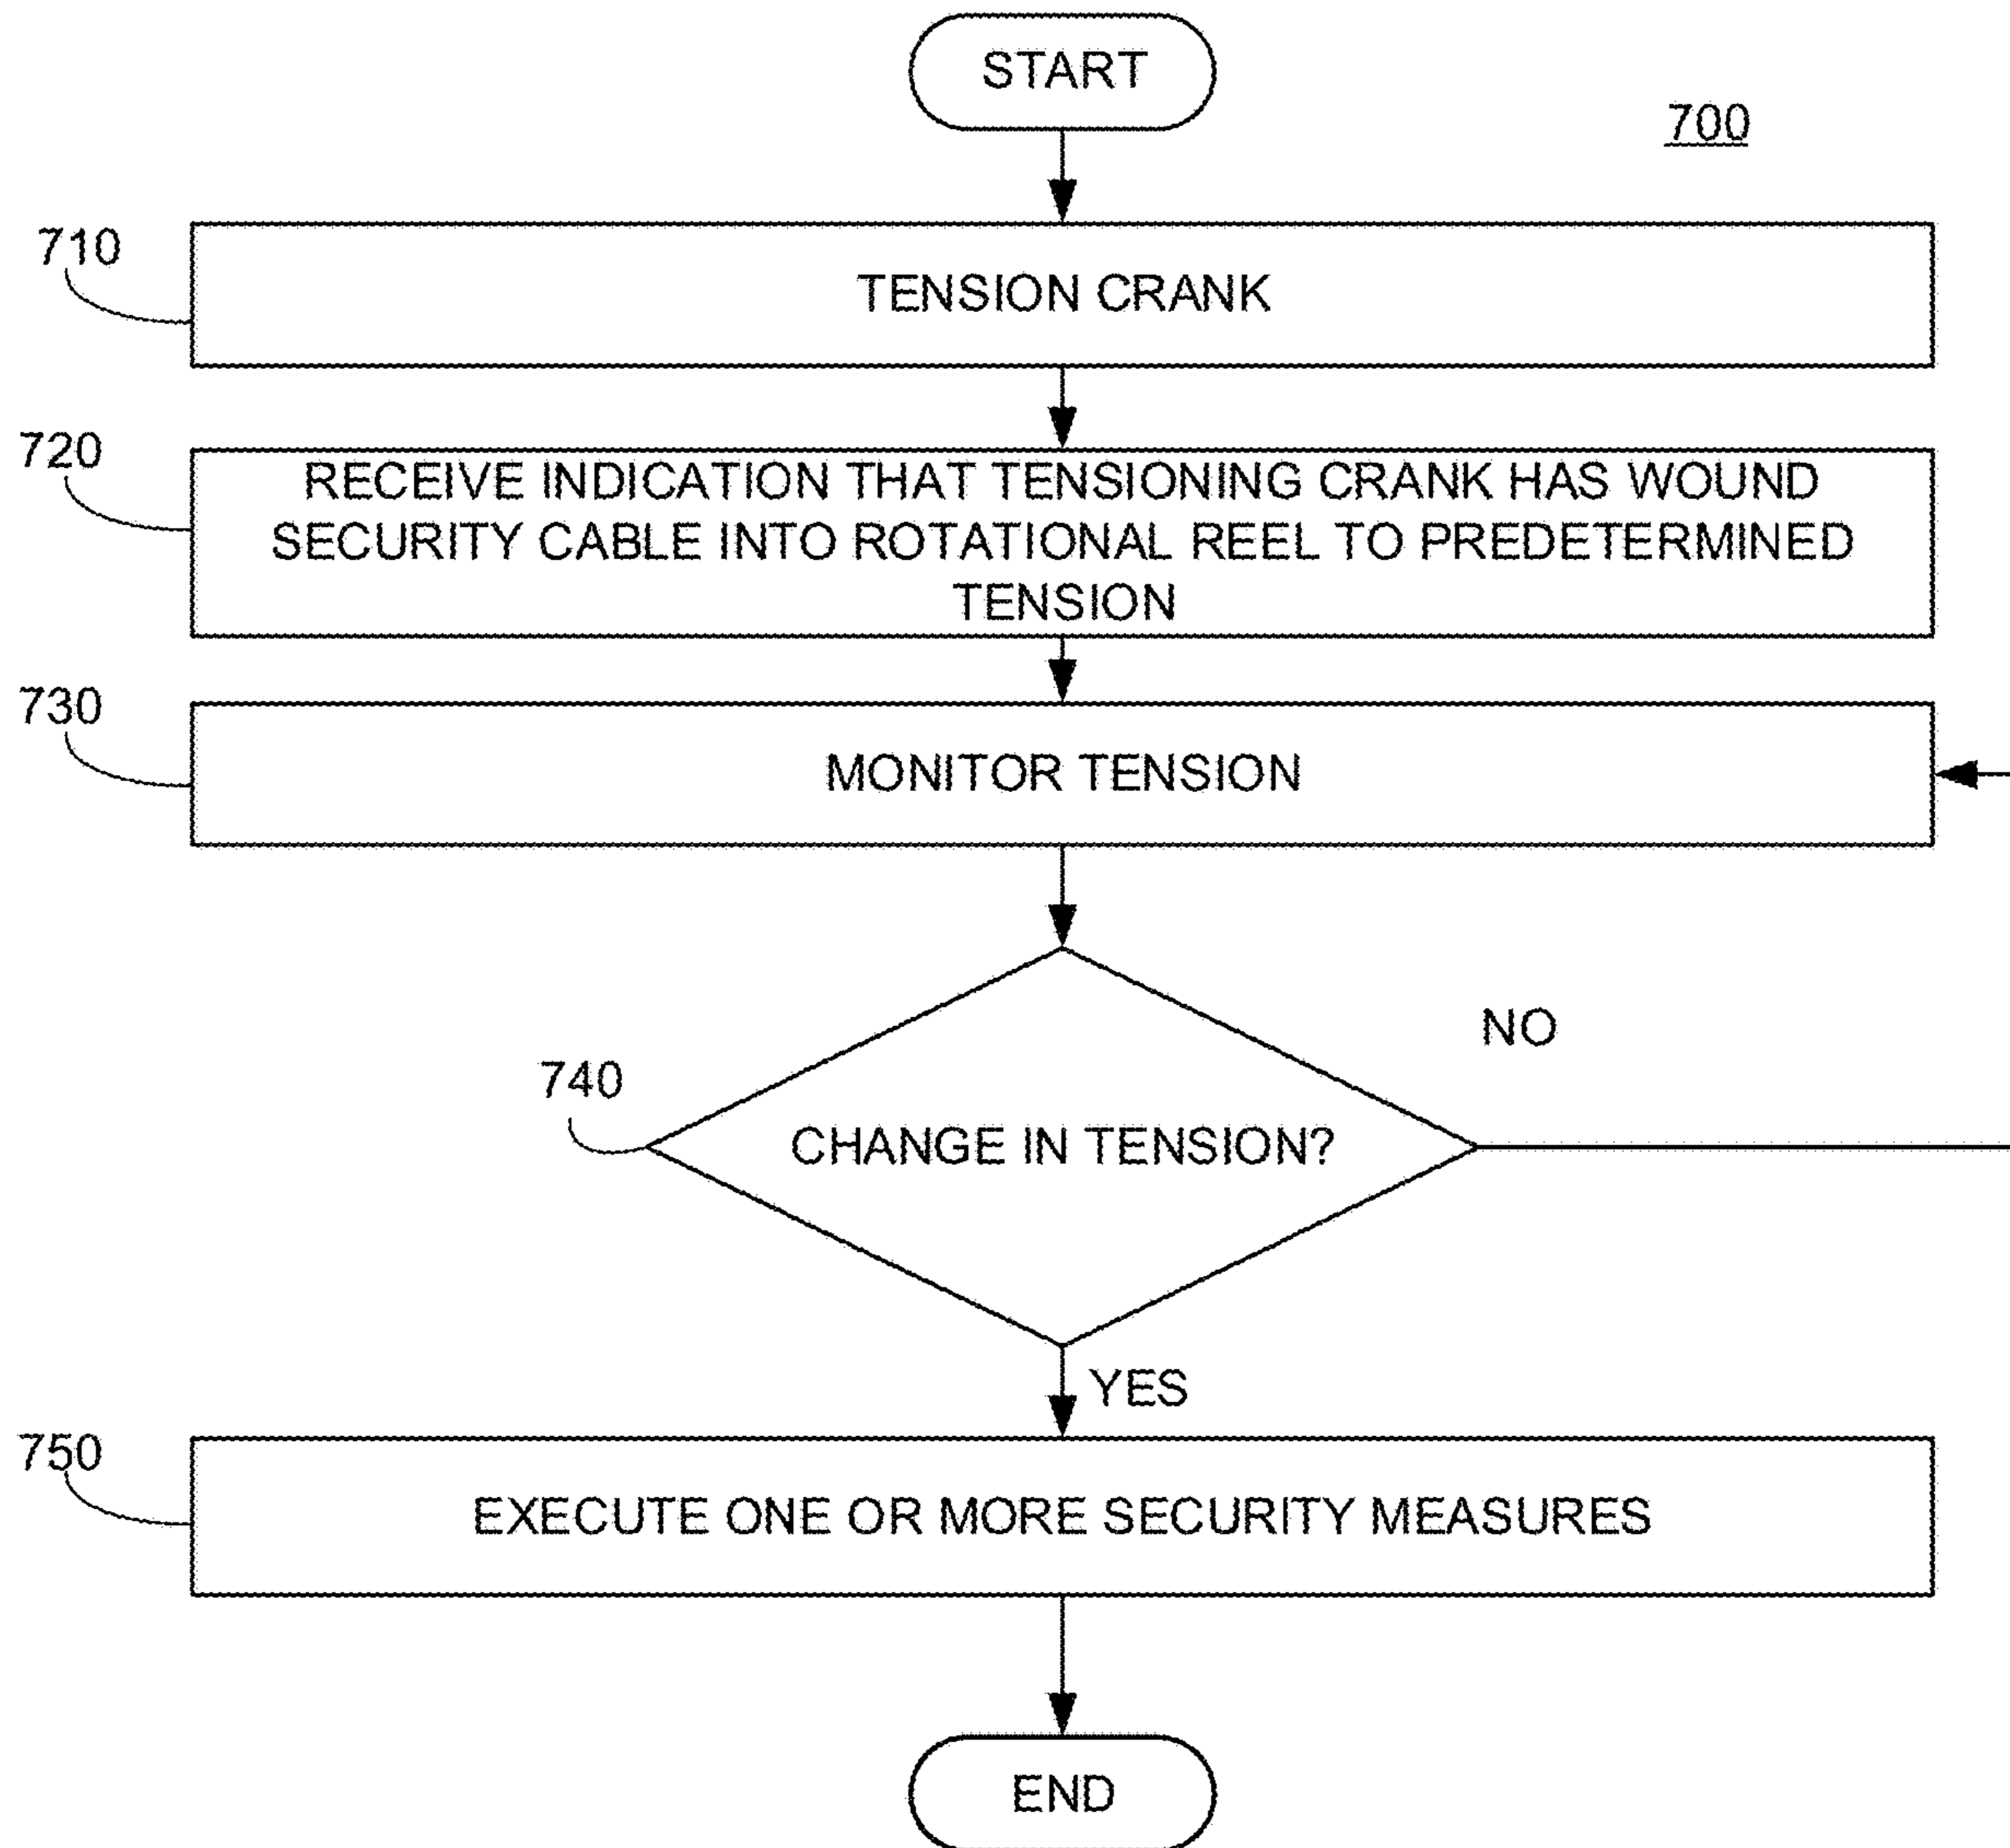 START
700
710
TENSION CRANK
720
RECEIVE INDICATION THAT TENSIONING CRANK HAS WOUND
SECURITY CABLE INTO ROTATIONAL REEL TO PREDETERMINED
TENSION
730
MONITOR TENSION
NO
740
CHANGE IN TENSION?
YES
750
EXECUTE ONE OR MORE SECURITY MEASURES
END